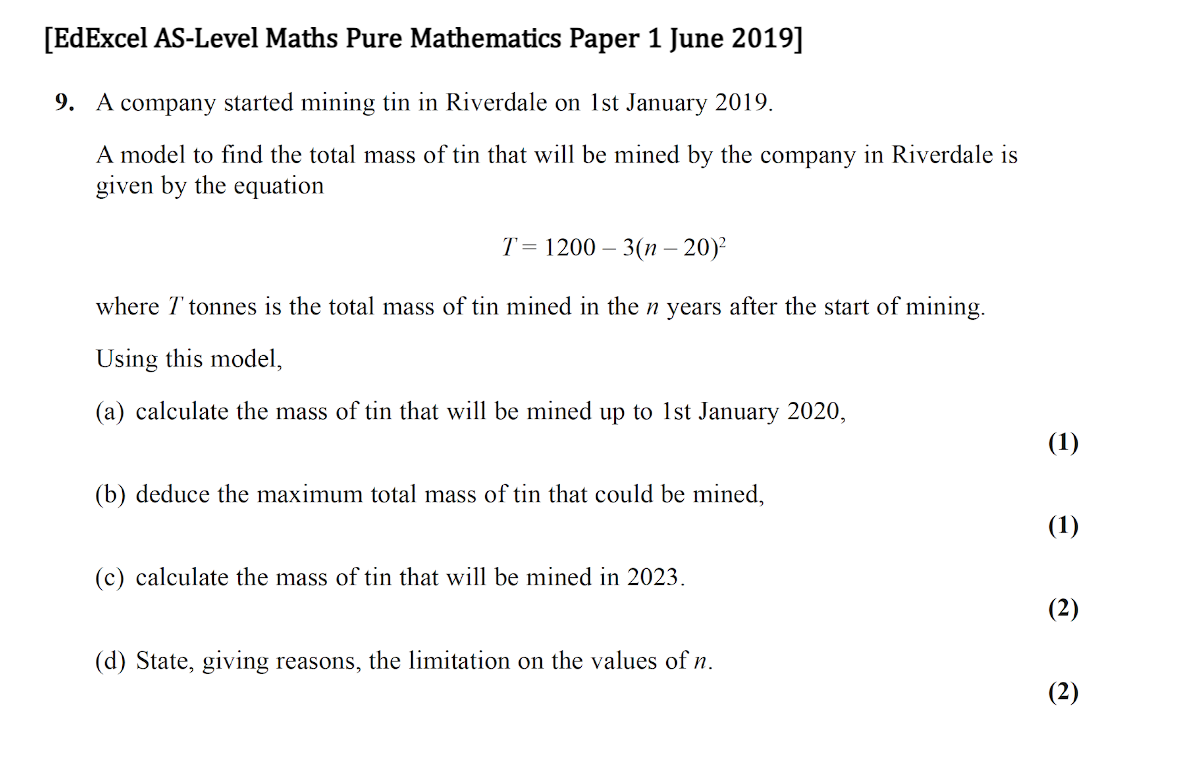 [EdExcel AS-Level Maths Pure Mathematics Paper 1 June 2019]
9. A company started mining tin in Riverdale on 1st January 2019.
A model to find the total mass of tin that will be mined by the company in Riverdale is
given by the equation
T = 1200 – 3(n – 20)²
where T tonnes is the total mass of tin mined in the n years after the start of mining.
Using this model,
(a) calculate the mass of tin that will be mined up to 1st January 2020,
(1)
(b) deduce the maximum total mass of tin that could be mined,
(1)
(c) calculate the mass of tin that will be mined in 2023.
(2)
(d) State, giving reasons, the limitation on the values of n.
(2)